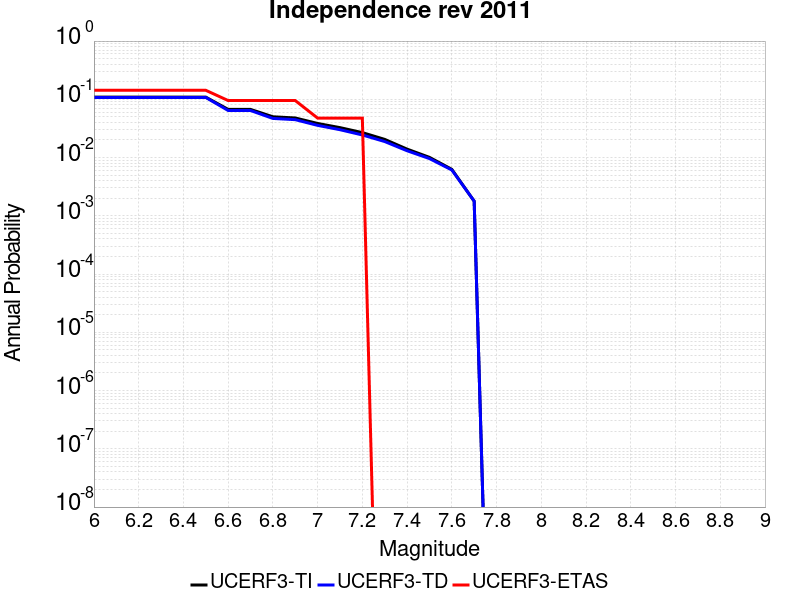 Independence rev 2011
Annual Probability
10^0
10^-1
10^-2
10^-3
10^-4
10^-5
10^-6
10^-7
10^-8
6 6.2 6.4 6.6 6.8 7 7.2 7.4 7.6 7.8 8 8.2 8.4 8.6 8.8 9
Magnitude
UCERF3-TI UCERF3-TD UCERF3-ETAS